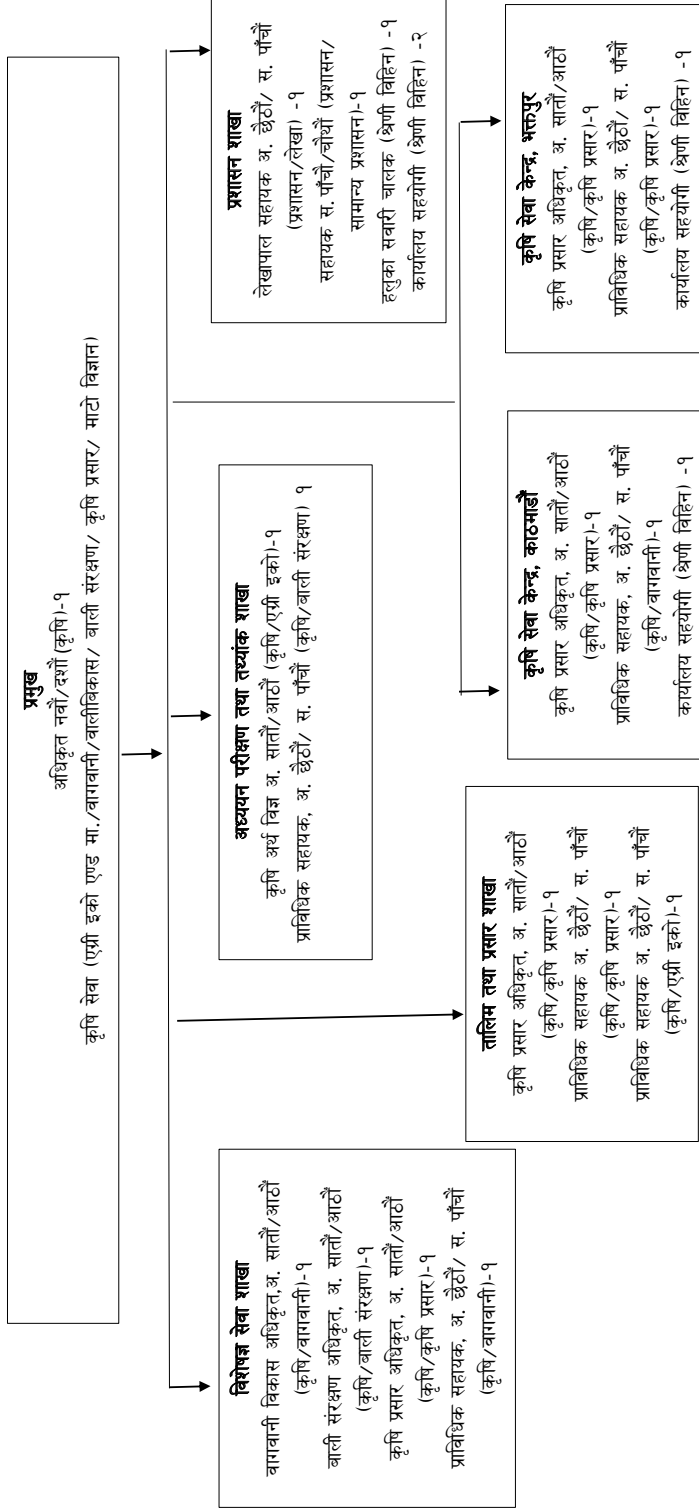 प्रमुख
अधिकृत नवौं/दशौं(कृषि)-१
कृषि सेवा (एग्री इको एण्ड मा./बागवानी/बालीबिकास/ बाली संरक्षण/ कृषि प्रसार/ माटो विज्ञान)
विशेषज्ञ सेवा शाखा
बागवानी विकास अधिकृत,अ. सातौं/आठौं
(कृषि/बागवानी)-१
बाली संरक्षण अधिकृत, अ. सातौं/आठौं
(कृषि/बाली संरक्षण)-१
कृषि प्रसार अधिकृत, अ. सातौं/आठौं
(कृषि/कृषि प्रसार)-१
प्राविधिक सहायक, अ. छैठौं/ स. पाँचौं
(कृषि/बागवानी)-१
तालिम तथा प्रसार शाखा
कृषि प्रसार अधिकृत, अ. सातौं/आठौं
(कृषि/कृषि प्रसार)-१
प्राविधिक सहायक अ. छैठौं/ स. पाँचौं
(कृषि/कृषि प्रसार)-१
प्राविधिक सहायक अ. छैठौं/ स. पाँचौं
(कृषि/एग्री इको)-१
अध्ययन परीक्षण तथा तथ्यांक शाखा
कृषि अर्थ विज्ञ अ. सातौं/आठौं (कृषि/एग्री इको)-१
प्राविधिक सहायक, अ. छैठौं/ स. पाँचौं (कृषि/बाली संरक्षण) १
प्रशासन शाखा
लेखापाल सहायक अ. छैठौं/ स. पाँचौं
(प्रशासन/लेखा) -१
सहायक स. पाँचौं/चौथौं (प्रशासन/
सामान्य प्रशासन)-१
हलुका सवारी चालक (श्रेणी विहिन) -१
कार्यालय सहयोगी (श्रेणी विहिन) -२
कृषि सेवा केन्द्र, काठमाडौं
कृषि प्रसार अधिकृत, अ. सातौं/आठौं
(कृषि/कृषि प्रसार)-१
प्राविधिक सहायक, अ. छैठौं/ स. पाँचौं
(कृषि/बागवानी)-१
कार्यालय सहयोगी (श्रेणी विहिन) -१
कृषि सेवा केन्द्र, भक्तपुर
कृषि प्रसार अधिकृत, अ. सातौं/आठौं
(कृषि/कृषि प्रसार)-१
प्राविधिक सहायक अ. छैठौं/ स. पाँचौं
(कृषि/कृषि प्रसार)-१
कार्यालय सहयोगी (श्रेणी विहिन) -१